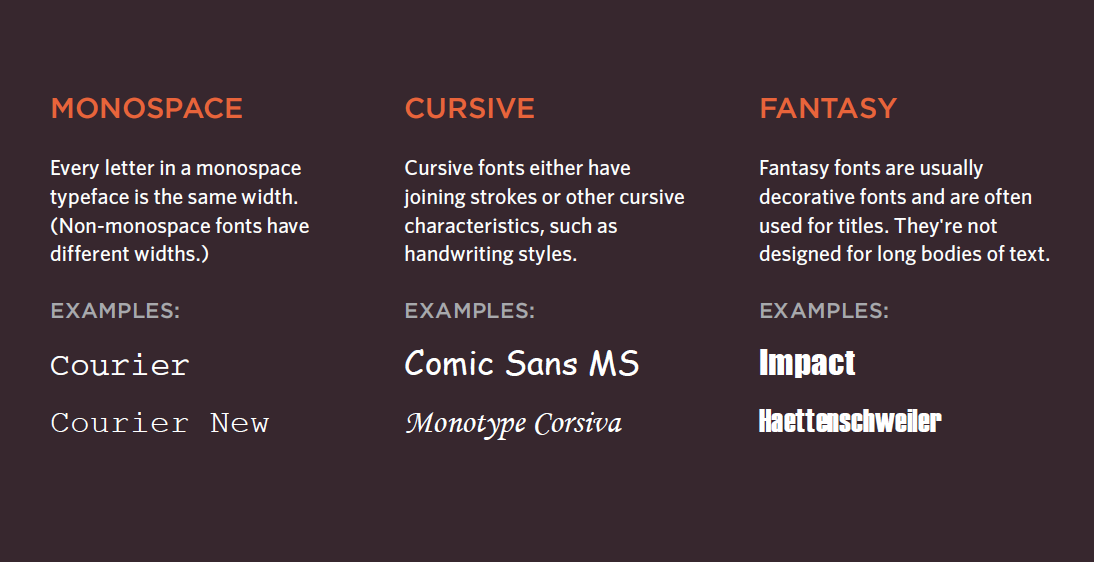 MONOSPACE
Every letter in a monospace
typeface is the same width.
(Non-monospace fonts have
different widths.)
EXAMPLES:
Courier
Courier New
CURSIVE
Cursive fonts either have
joining strokes or other cursive
characteristics, such as
handwriting styles.
EXAMPLES:
Comic Sans MS
Monotype Corsiva
FANTASY
Fantasy fonts are usually
decorative fonts and are often
used for titles. They're not
designed for long bodies of text.
EXAMPLES:
Impact
Haettenschweiler